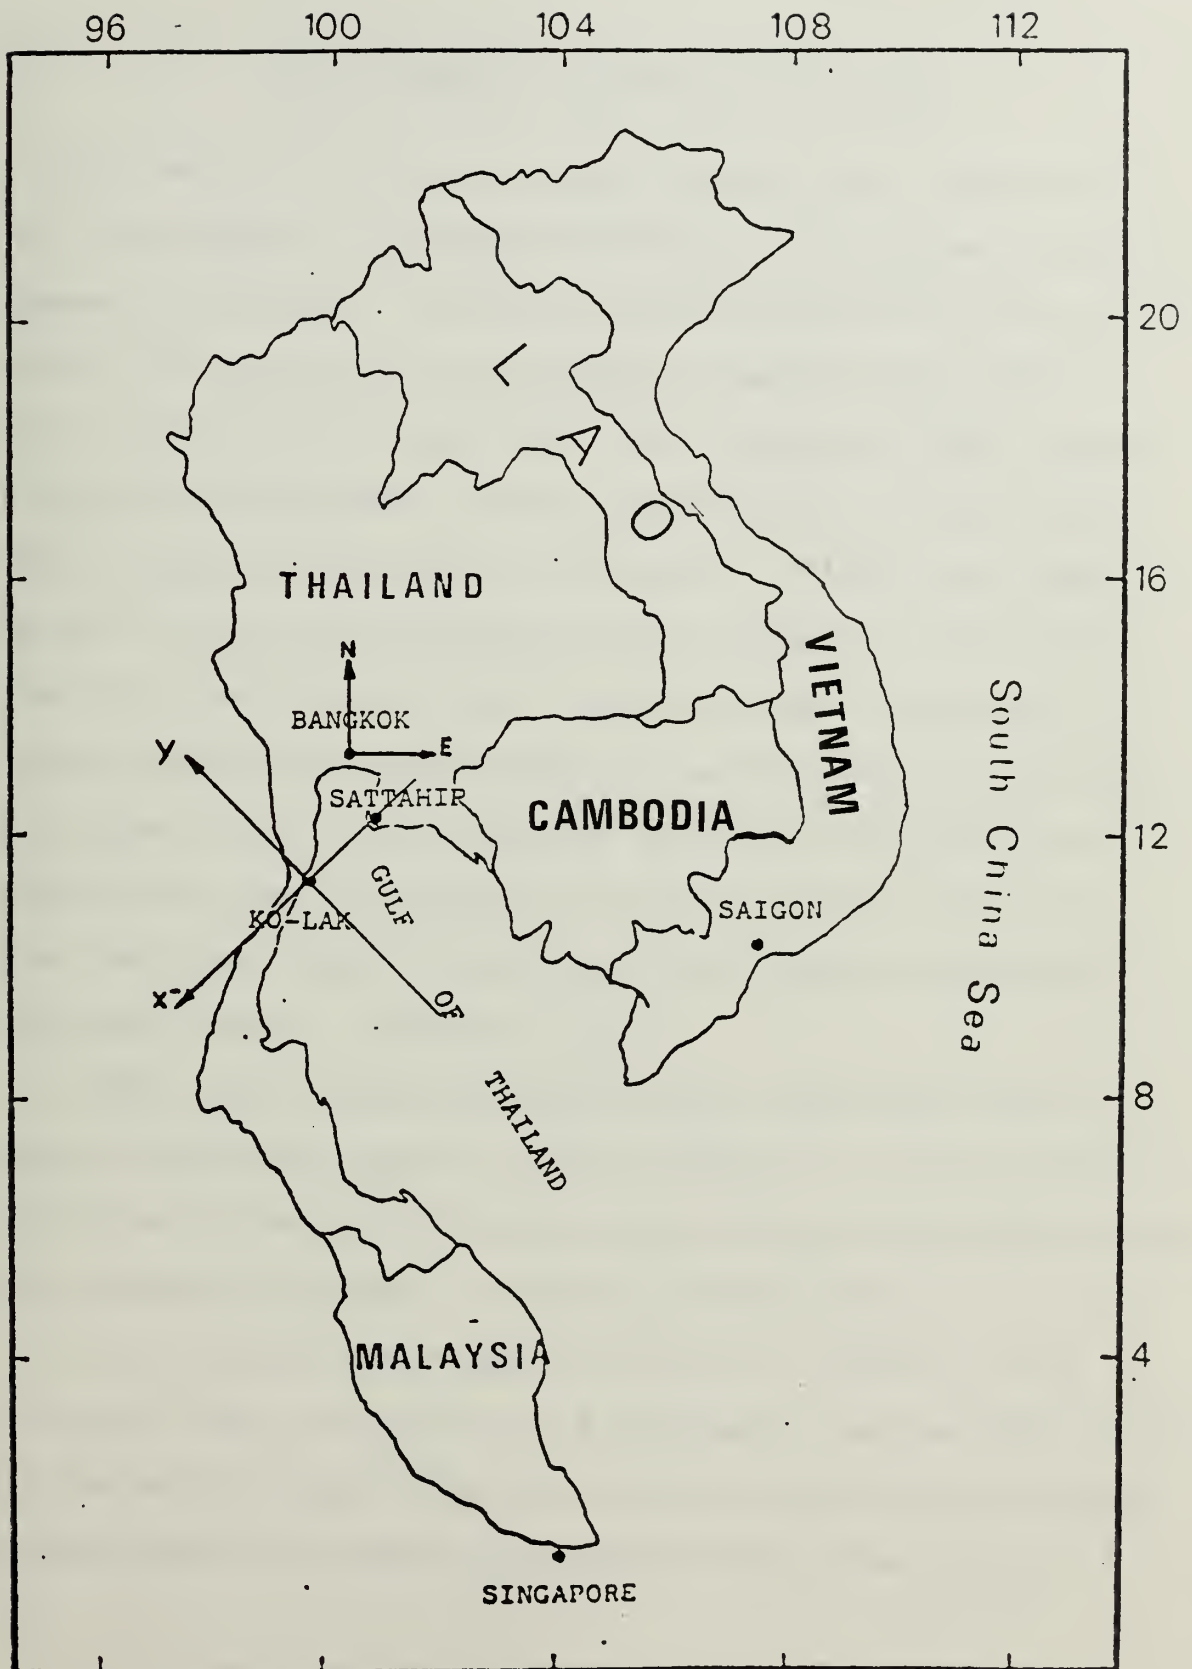 96 100 104 108 112
20
LAO
16
THAILAND
VIETNAM
N
BANGKOK
E
Y
South China Sea
SATTAHIP
CAMBODIA
12
GULF
OF
THAILAND
KO-LAK
SAIGON
X
8
4
MALAYSIA
SINGAPORE